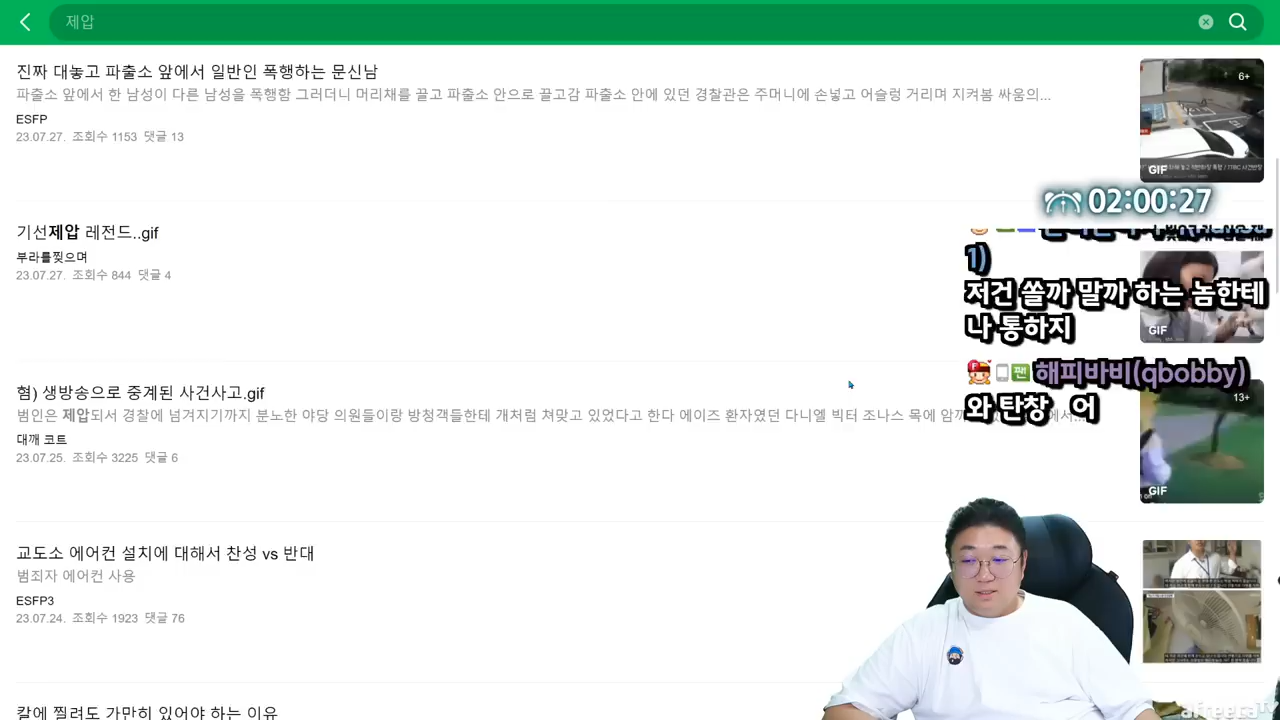 제압
진짜 대놓고 파출소 앞에서 일반인 폭행하는 문신남
파출소 앞에서 한 남성이 다른 남성을 폭행함 그러더니 머리채를 끌고 파출소 안으로 끌고감 파출소 안에 있던 경찰관은 주머니에 손넣고 어슬렁 거리며 지켜봄 싸움의...
ESFP
23.07.27. 조회수 1153 댓글 13
6+
GIF
02:00:27
기선제압 레전드..gif
부라를찢으며
23.07.27. 조회수 844 댓글 4
1)
저건 쏠까 말까 하는 놈한테
나 통하지
GIF
해피바비(qbobby)
와 탄창 어
혐) 생방송으로 중계된 사건사고.gif
범인은 제압되서 경찰에 넘겨지기까지 분노한 야당 의원들이랑 방청객들한테 개처럼 쳐맞고 있었다고 한다 에이즈 환자였던 다니엘 빅터 조나스 목에 암
대깨 코트
23.07.25. 조회수 3225 댓글 6
13+
GIF
교도소 에어컨 설치에 대해서 찬성 vs 반대
범죄자 에어컨 사용
ESFP3
23.07.24. 조회수 1923 댓글 76
칼에 찔려도 가만히 있어야 하는 이유
afreecaTV